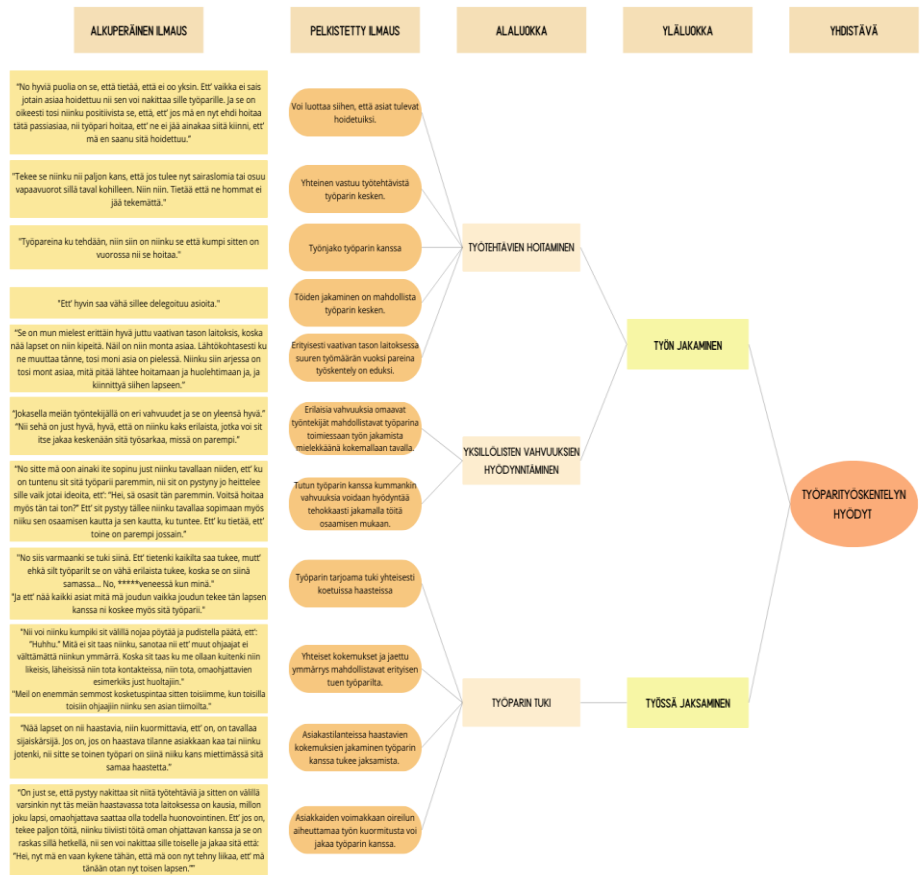 ALKUPERÄINEN ILMAUS
PELKISTETTY ILMAUS
ALALUOKKA
YLÄLUOKKA
YHDISTÄVÄ
"No hyviä puolia on se, että tietää, että ei oo yksin. Ett' vaikka ei sais
jotain asiaa hoidettuu nii sen voi nakittaa sille työparille. Ja se on
oikeesti tosi niinku positiivista se, että, ett' jos mä en nyt ehdi hoitaa
tätä passiasiaa, nii työpari hoitaa, ett' ne ei jää ainakaa siitä kiinni, ett'
mä en saanu sitä hoidettuu."
Voi luottaa siihen, että asiat tulevat
hoidetuiksi.
"Tekee se niinku nii paljon kans, että jos tulee nyt sairaslomia tai osuu
vapaavuorot sillä taval kohilleen. Niin niin. Tietää että ne hommat ei
jää tekemättä."
Yhteinen vastuu työtehtävistä
työparin kesken.
"Työpareina ku tehdään, niin siin on niinku se että kumpi sitten on
vuorossa nii se hoitaa."
Työnjako työparin kanssa
TYÖTEHTÄVIEN HOITAMINEN
"Ett' hyvin saa vähä sillee delegoituu asioita."
Töiden jakaminen on mahdollista
työparin kesken.
"Se on mun mielest erittäin hyvä juttu vaativan tason laitoksis, koska
nää lapset on niin kipeitä. Näil on niin monta asiaa. Lähtökohtasesti ku
ne muuttaa tänne, tosi moni asia on pielessä. Niinku siin arjessa on
tosi mont asiaa, mitä pitää lähtee hoitamaan ja huolehtimaan ja, ja
kiinnittyä siihen lapseen."
Erityisesti vaativan tason laitoksessa
suuren työmäärän vuoksi pareina
työskentely on eduksi.
TYÖN JAKAMINEN
"Jokasella meiän työntekijällä on eri vahvuudet ja se on yleensä hyvä."
"Nii sehä on just hyvä, hyvä, että on niinku kaks erilaista, jotka voi sit
itse jakaa keskenään sitä työsarkaa, missä on parempi."
Erilaisia vahvuuksia omaavat
työntekijät mahdollistavat työparina
toimiessaan työn jakamista
mielekkäänä kokemallaan tavalla.
YKSILLÖLISTEN VAHVUUKSIEN
HYÖDYNNTÄMINEN
"No sitte mä oon ainaki ite sopinu just niinku tavallaan niiden, ett' ku
on tuntenu sit sitä työparii paremmin, nii sit on pystyny jo heittelee
sille vaik jotai ideoita, ett': "Hei, sä osasit tän paremmin. Voitsä hoitaa
myös tän tai ton?" Ett' sit pystyy tällee niinku tavallaa sopimaan myös
niiku sen osaamisen kautta ja sen kautta, ku tuntee. Ett' ku tietää, ett'
toine on parempi jossain."
Tutun työparin kanssa kummankin
vahvuuksia voidaan hyödyntää
tehokkaasti jakamalla töitä
osaamisen mukaan.
TYÖPARITYÖSKENTELYN
HYÖDYT
"No siis varmaanki se tuki siinä. Ett' tietenki kaikilta saa tukee, mutt'
ehkä silt työparilt se on vähä erilaista tukee, koska se on siinä
samassa... No, *****veneessä kun minä."
"Ja ett' nää kaikki asiat mitä mä joudun vaikka joudun tekee tän lapsen
kanssa ni koskee myös sitä työparii."
Työparin tarjoama tuki yhteisesti
koetuissa haasteissa
"Nii voi niinku kumpiki sit välillä nojaa pöytää ja pudistella päätä, ett':
"Huhhu." Mitä ei sit taas niinku, sanotaa nii ett' muut ohjaajat ei
välttämättä niinkun ymmärrä. Koska sit taas ku me ollaan kuitenki niin
likeisis, läheisissä niin tota kontakteissa, niin tota, omaohjattavien
esimerkiks just huoltajiin."
"Meil on enemmän semmost kosketuspintaa sitten toisiimme, kun toisilla
toisiin ohjaajiin niinku sen asian tiimoilta."
Yhteiset kokemukset ja jaettu
ymmärrys mahdollistavat erityisen
tuen työparilta.
TYÖPARIN TUKI
TYÖSSÄ JAKSAMINEN
"Nää lapset on nii haastavia, niin kuormittavia, ett' on, on tavallaa
sijaiskärsijä. Jos on, jos on haastava tilanne asiakkaan kaa tai niinku
jotenki, nii sitte se toinen työpari on siinä niiku kans miettimässä sitä
samaa haastetta."
Asiakastilanteissa haastavien
kokemuksien jakaminen työparin
kanssa tukee jaksamista.
"On just se, että pystyy nakittaa sit niitä työtehtäviä ja sitten on välillä
varsinkin nyt täs meiän haastavassa tota laitoksessa on kausia, millon
joku lapsi, omaohjattava saattaa olla todella huonovointinen. Ett' jos on,
tekee paljon töitä, niinku tiiviisti töitä oman ohjattavan kanssa ja se on
raskas sillä hetkellä, nii sen voi nakittaa sille toiselle ja jakaa sitä että:
"Hei, nyt mä en vaan kykene tähän, että mä oon nyt tehny liikaa, ett' mä
tänään otan nyt toisen lapsen.""
Asiakkaiden voimakkaan oireilun
aiheuttamaa työn kuormitusta voi
jakaa työparin kanssa.